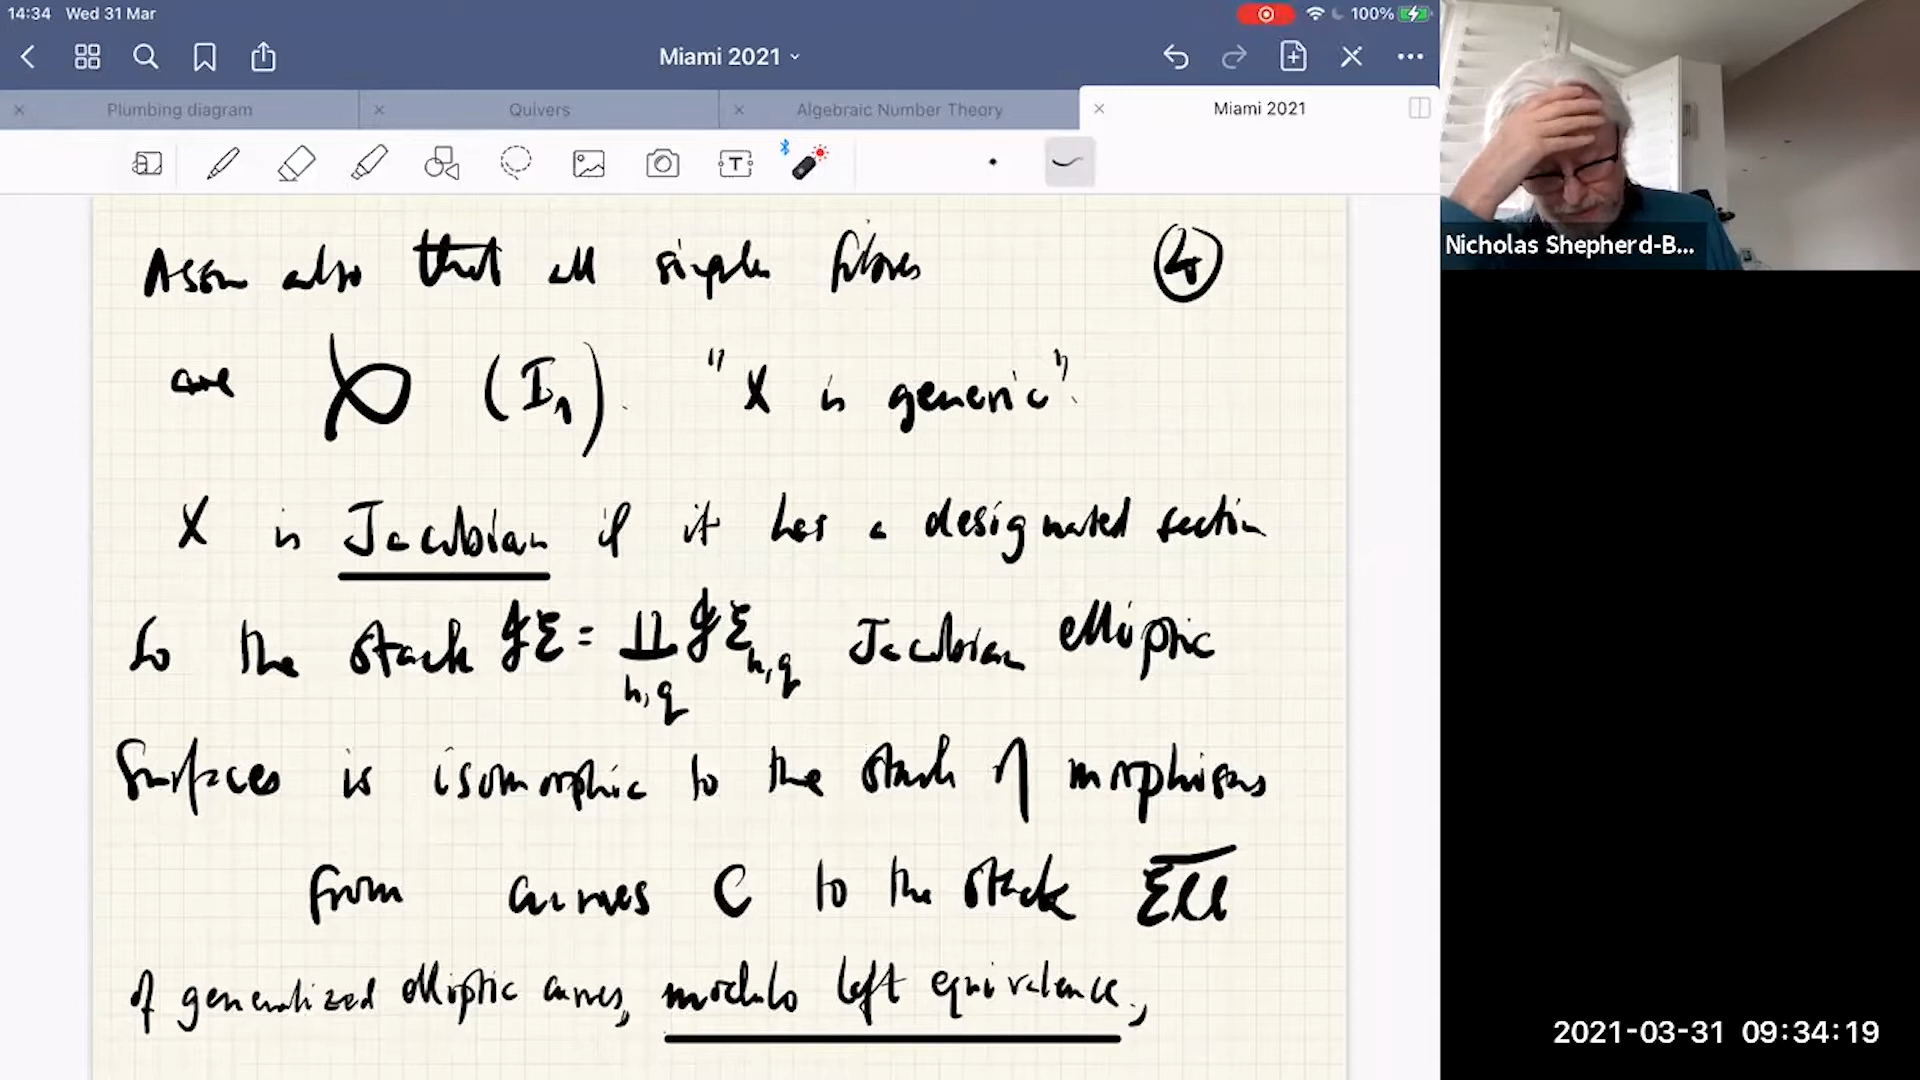 14:34 Wed 31 Mar
100%
Miami 2021
Plumbing diagram
Quivers
Algebraic Number Theory
Miami 2021
Assm also that all simple fibres ④
are (I₁). "X is generic".
X is Jacobian if it has a designated section
So the stack 𝒥ℰ = ∐ 𝒥ℰ_{h,q} Jacobian elliptic
h,q
Surfaces is isomorphic to the stack of morphisms
from curves C to the stack \overline{Ell}
of generalized elliptic curves, modulo left equivalence,
Nicholas Shepherd-B...
2021-03-31 09:34:19